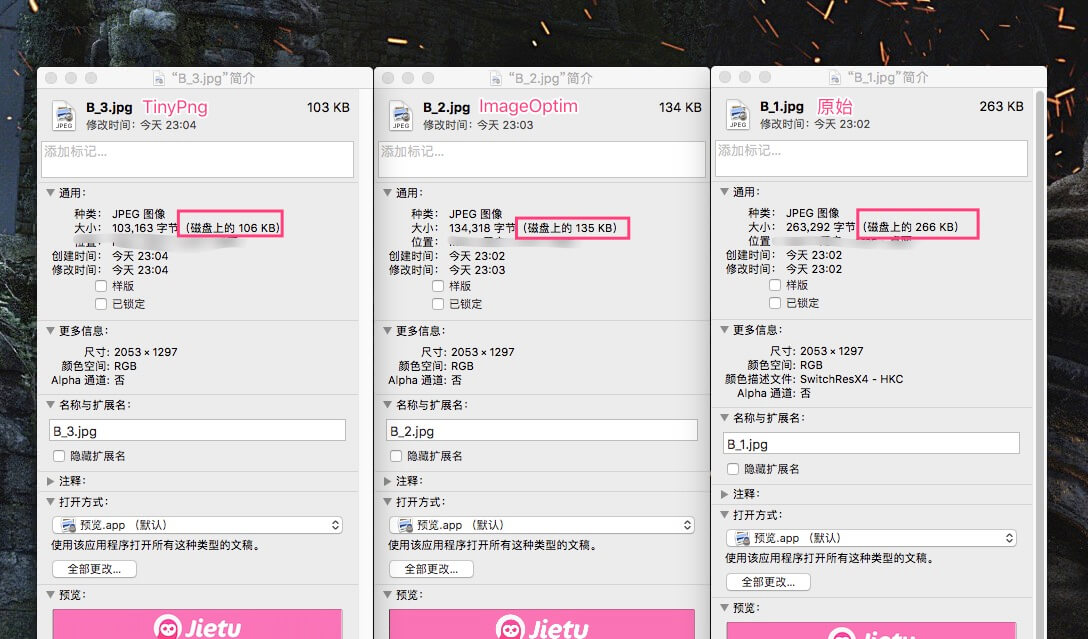 “B_3.jpg”简介
B_3.jpg TinyPng 103 KB
修改时间：今天 23:04
添加标记...
通用：
种类： JPEG 图像
大小： 103,163 字节（磁盘上的 106 KB）
位置：
创建时间： 今天 23:04
修改时间： 今天 23:04
样版
已锁定
更多信息：
尺寸： 2053 × 1297
颜色空间： RGB
Alpha 通道： 否
名称与扩展名：
B_3.jpg
隐藏扩展名
注释：
打开方式：
预览.app （默认）
使用该应用程序打开所有这种类型的文稿。
全部更改...
预览：
Jietu
“B_2.jpg”简介
B_2.jpg ImageOptim 134 KB
修改时间：今天 23:03
添加标记...
通用：
种类： JPEG 图像
大小： 134,318 字节（磁盘上的 135 KB）
位置：
创建时间： 今天 23:02
修改时间： 今天 23:03
样版
已锁定
更多信息：
尺寸： 2053 × 1297
颜色空间： RGB
Alpha 通道： 否
名称与扩展名：
B_2.jpg
隐藏扩展名
注释：
打开方式：
预览.app （默认）
使用该应用程序打开所有这种类型的文稿。
全部更改...
预览：
Jietu
“B_1.jpg”简介
B_1.jpg 原始 263 KB
修改时间：今天 23:02
添加标记...
通用：
种类： JPEG 图像
大小： 263,292 字节（磁盘上的 266 KB）
位置
创建时间： 今天 23:02
修改时间： 今天 23:02
样版
已锁定
更多信息：
尺寸： 2053 × 1297
颜色空间： RGB
颜色描述文件： SwitchResX4 - HKC
Alpha 通道： 否
名称与扩展名：
B_1.jpg
隐藏扩展名
注释：
打开方式：
预览.app （默认）
使用该应用程序打开所有这种类型的文稿。
全部更改...
预览：
Jietu